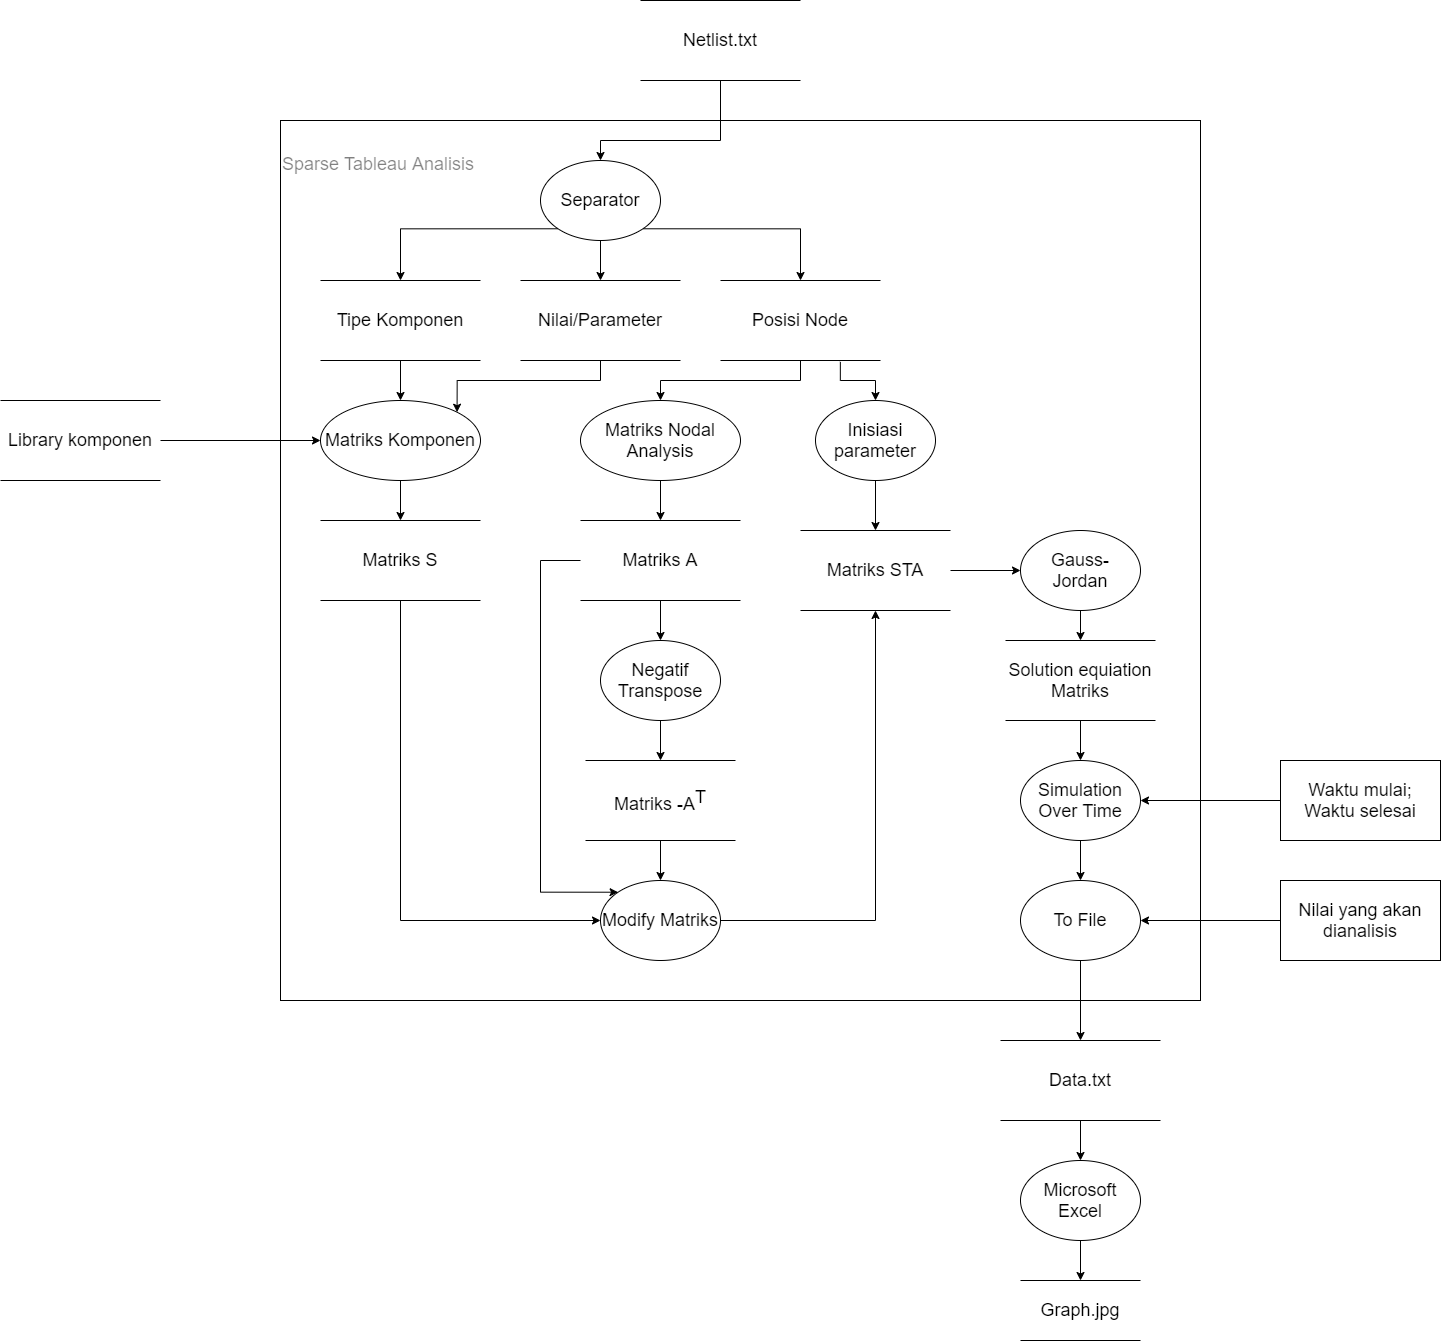 Netlist.txt
Sparse Tableau Analisis
Separator
Tipe Komponen
Nilai/Parameter
Posisi Node
Library komponen
Matriks Komponen
Matriks Nodal
Analysis
Inisiasi
parameter
Matriks S
Matriks A
Matriks STA
Gauss-
Jordan
Negatif
Transpose
Solution equiation
Matriks
Matriks -A^T
Simulation
Over Time
Waktu mulai;
Waktu selesai
Modify Matriks
To File
Nilai yang akan
dianalisis
Data.txt
Microsoft
Excel
Graph.jpg